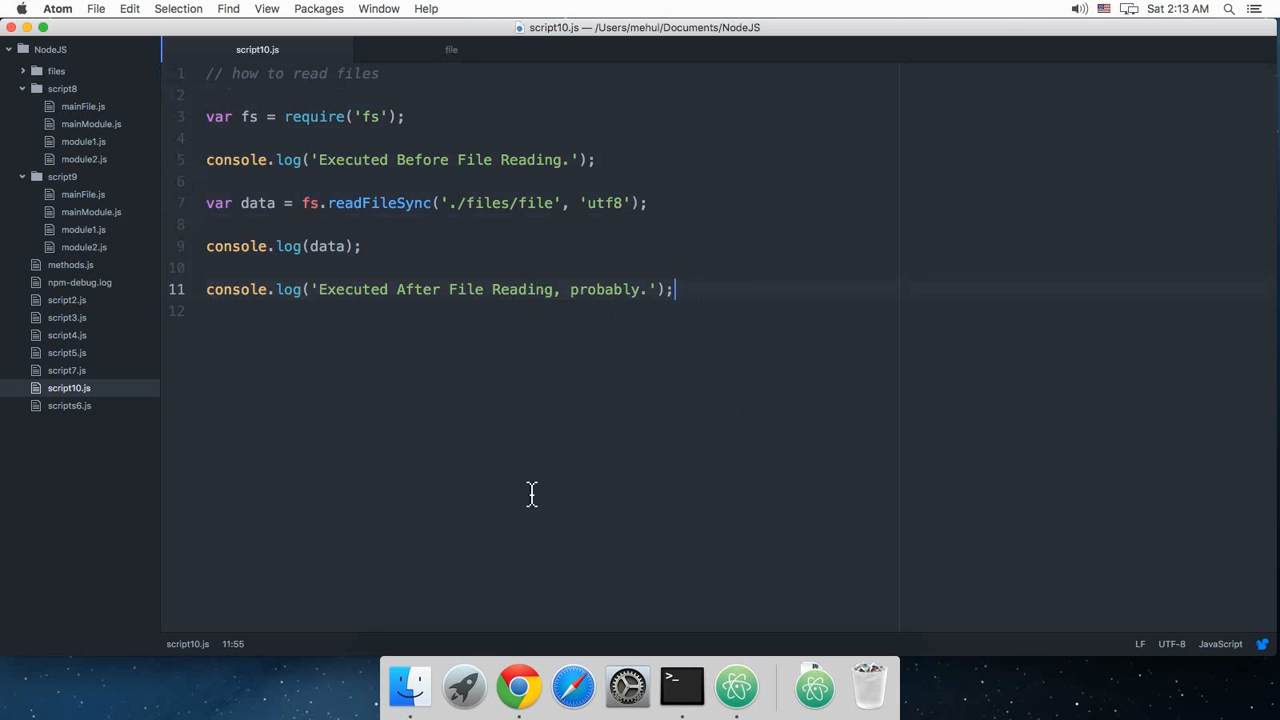 Atom File Edit Selection Find View Packages Window Help Sat 2:13 AM
script10.js — /Users/mehul/Documents/NodeJS
NodeJS
files
script8
mainFile.js
mainModule.js
module1.js
module2.js
script9
mainFile.js
mainModule.js
module1.js
module2.js
methods.js
npm-debug.log
script2.js
script3.js
script4.js
script5.js
script7.js
script10.js
scripts6.js
script10.js file
1 // how to read files
2
3 var fs = require('fs');
4
5 console.log('Executed Before File Reading.');
6
7 var data = fs.readFileSync('./files/file', 'utf8');
8
9 console.log(data);
10
11 console.log('Executed After File Reading, probably.');
12
script10.js 11:55 LF UTF-8 JavaScript
>_